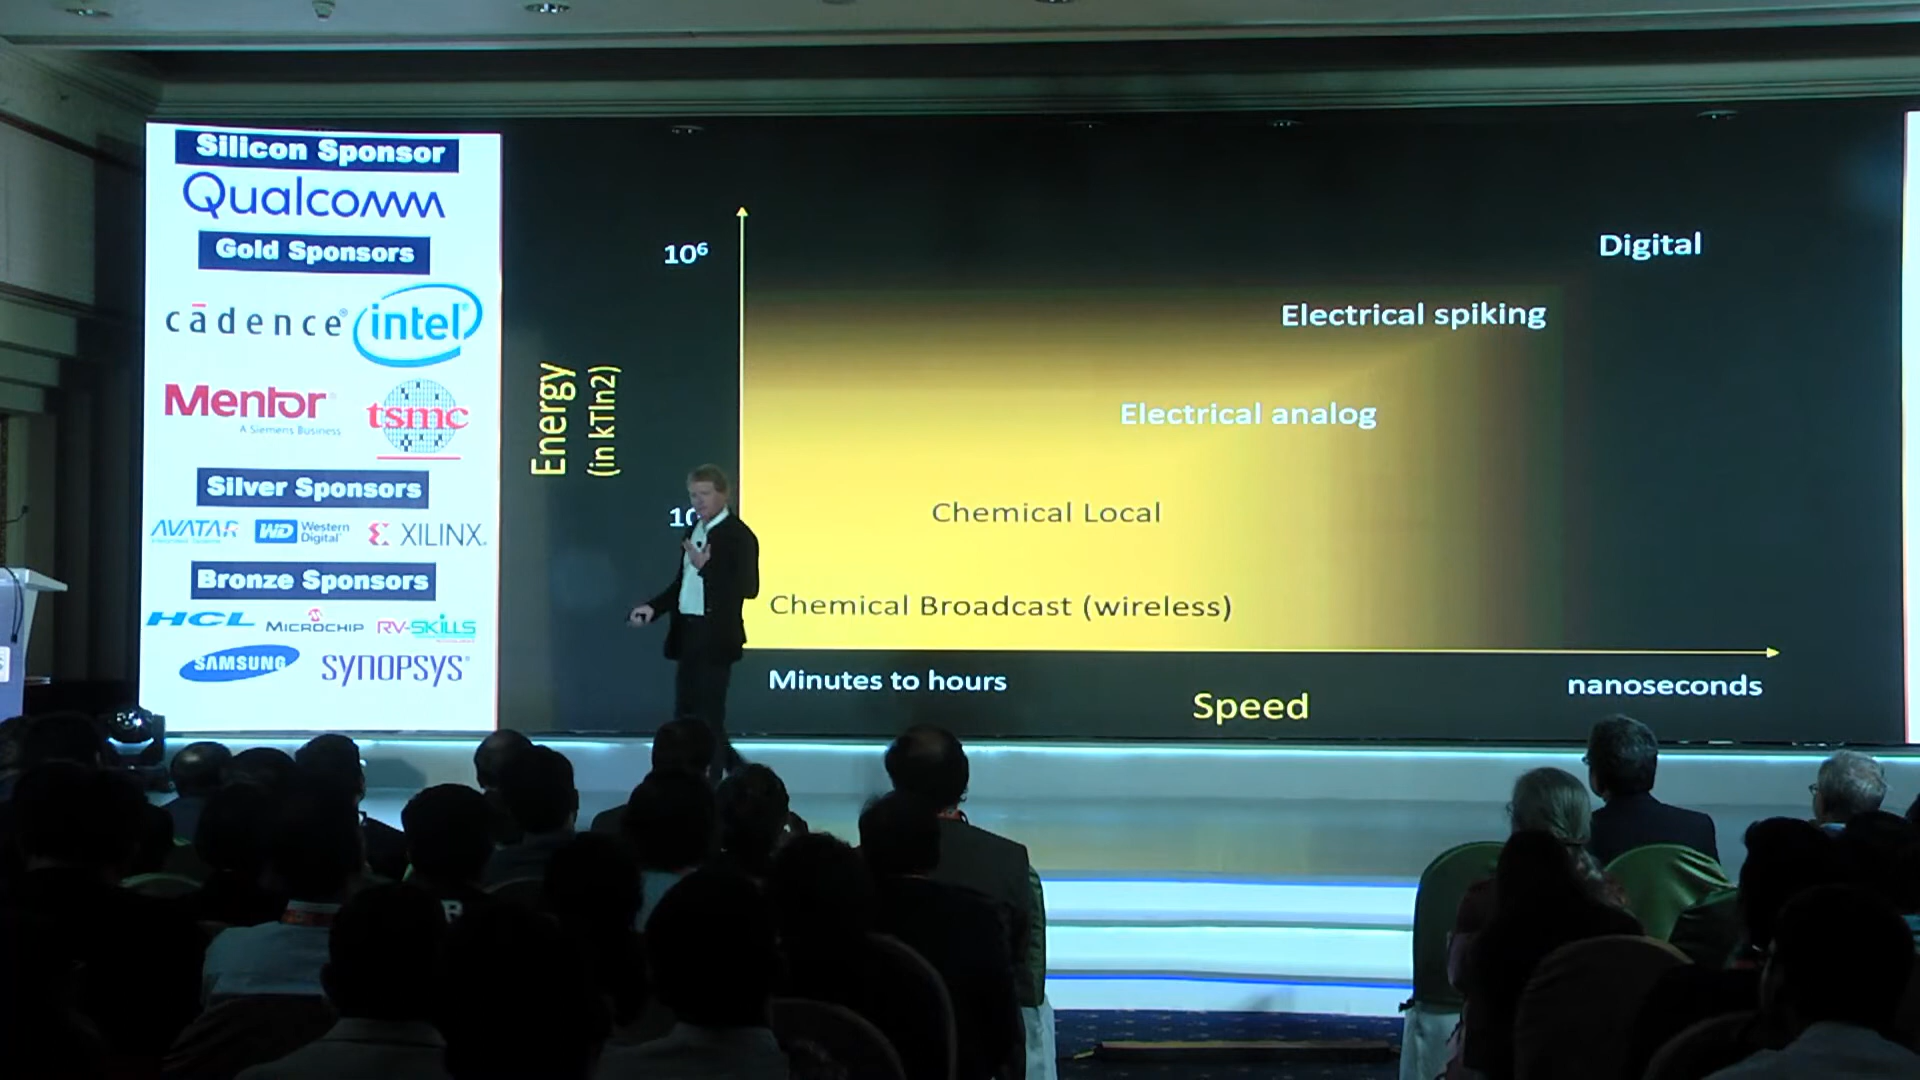 Silicon Sponsor
Qualcomm
Gold Sponsors
cādence®
intel®
Mentor
A Siemens Business
tsmc
Silver Sponsors
AVATAR
WD Western Digital®
XILINX
Bronze Sponsors
HCL
MICROCHIP
RV-SKILLS
SAMSUNG
SYNOPSYS®
Energy
(in kTln2)
10⁶
Digital
Electrical spiking
Electrical analog
Chemical Local
Chemical Broadcast (wireless)
Minutes to hours
nanoseconds
Speed